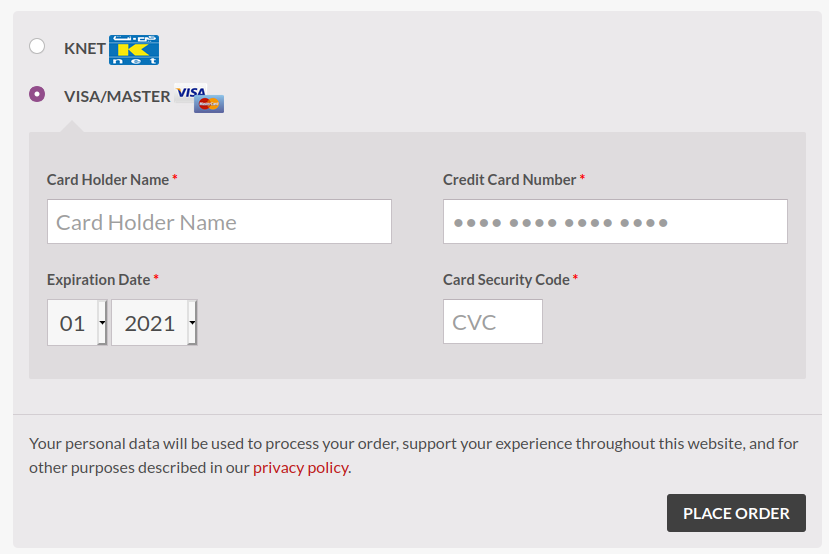 KNET كي نت K net
VISA/MASTER VISA MasterCard
Card Holder Name *
Credit Card Number *
Card Holder Name
●●●● ●●●● ●●●● ●●●●
Expiration Date *
Card Security Code *
01 2021
CVC
Your personal data will be used to process your order, support your experience throughout this website, and for
other purposes described in our privacy policy.
PLACE ORDER